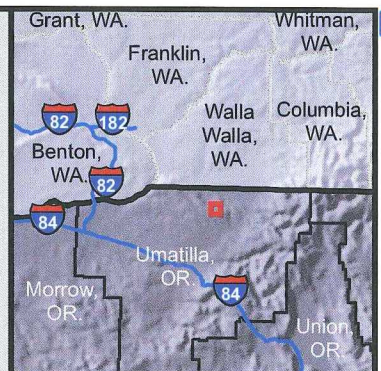 Grant, WA.
Whitman,
WA.
Franklin,
WA.
82
182
Walla
Walla,
WA.
Columbia,
WA.
Benton,
WA.
82
84
Umatilla,
OR.
84
Morrow,
OR.
Union,
OR.